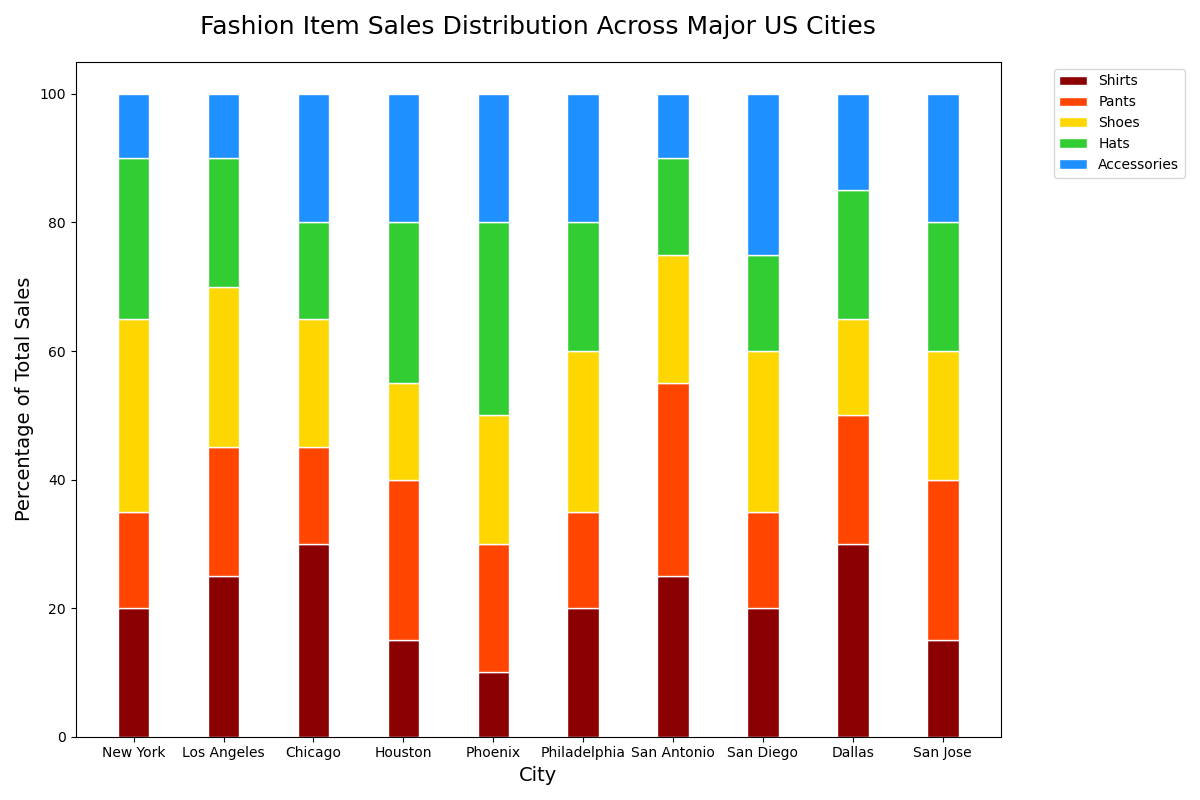 Fashion Item Sales Distribution Across Major US Cities
Percentage of Total Sales
100
80
60
40
20
0
New York Los Angeles Chicago Houston Phoenix Philadelphia San Antonio San Diego Dallas San Jose
City
Shirts
Pants
Shoes
Hats
Accessories